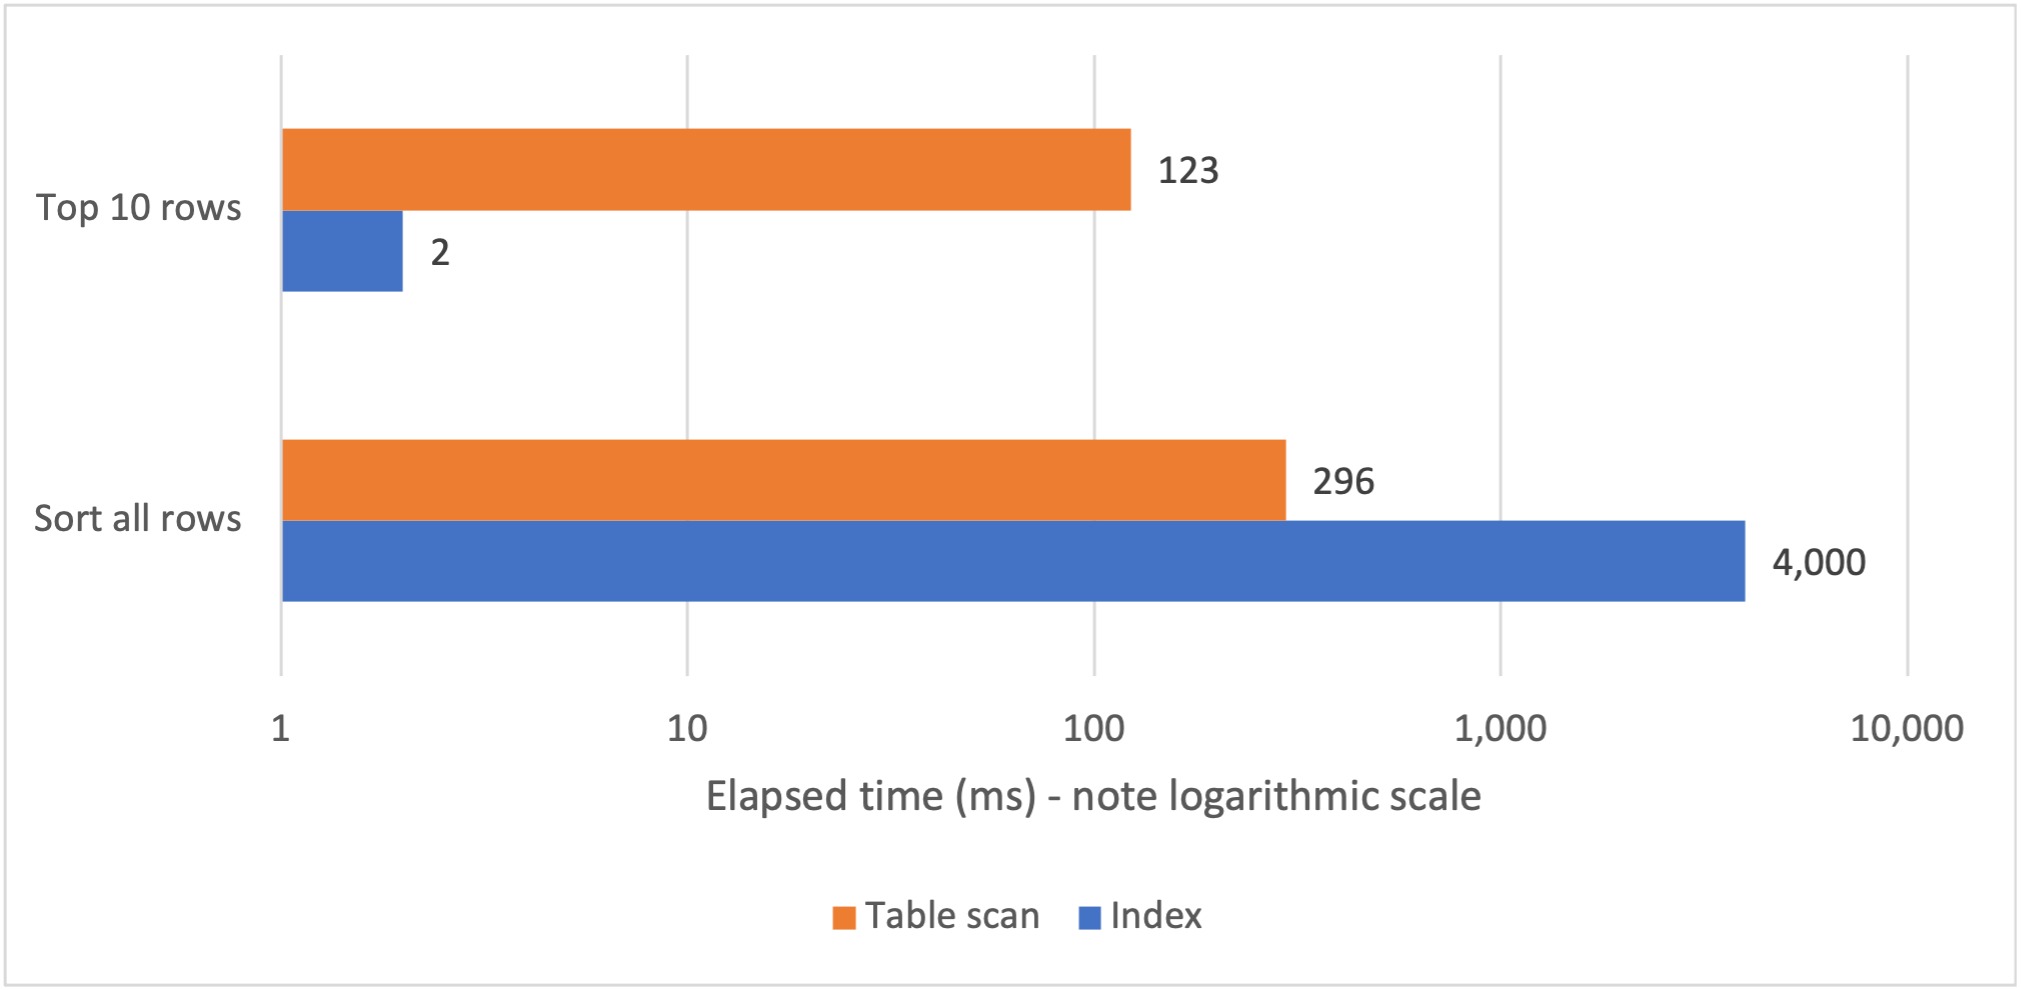 123
Top 10 rows
2
296
Sort all rows
4,000
1 10 100 1,000 10,000
Elapsed time (ms) - note logarithmic scale
Table scan Index